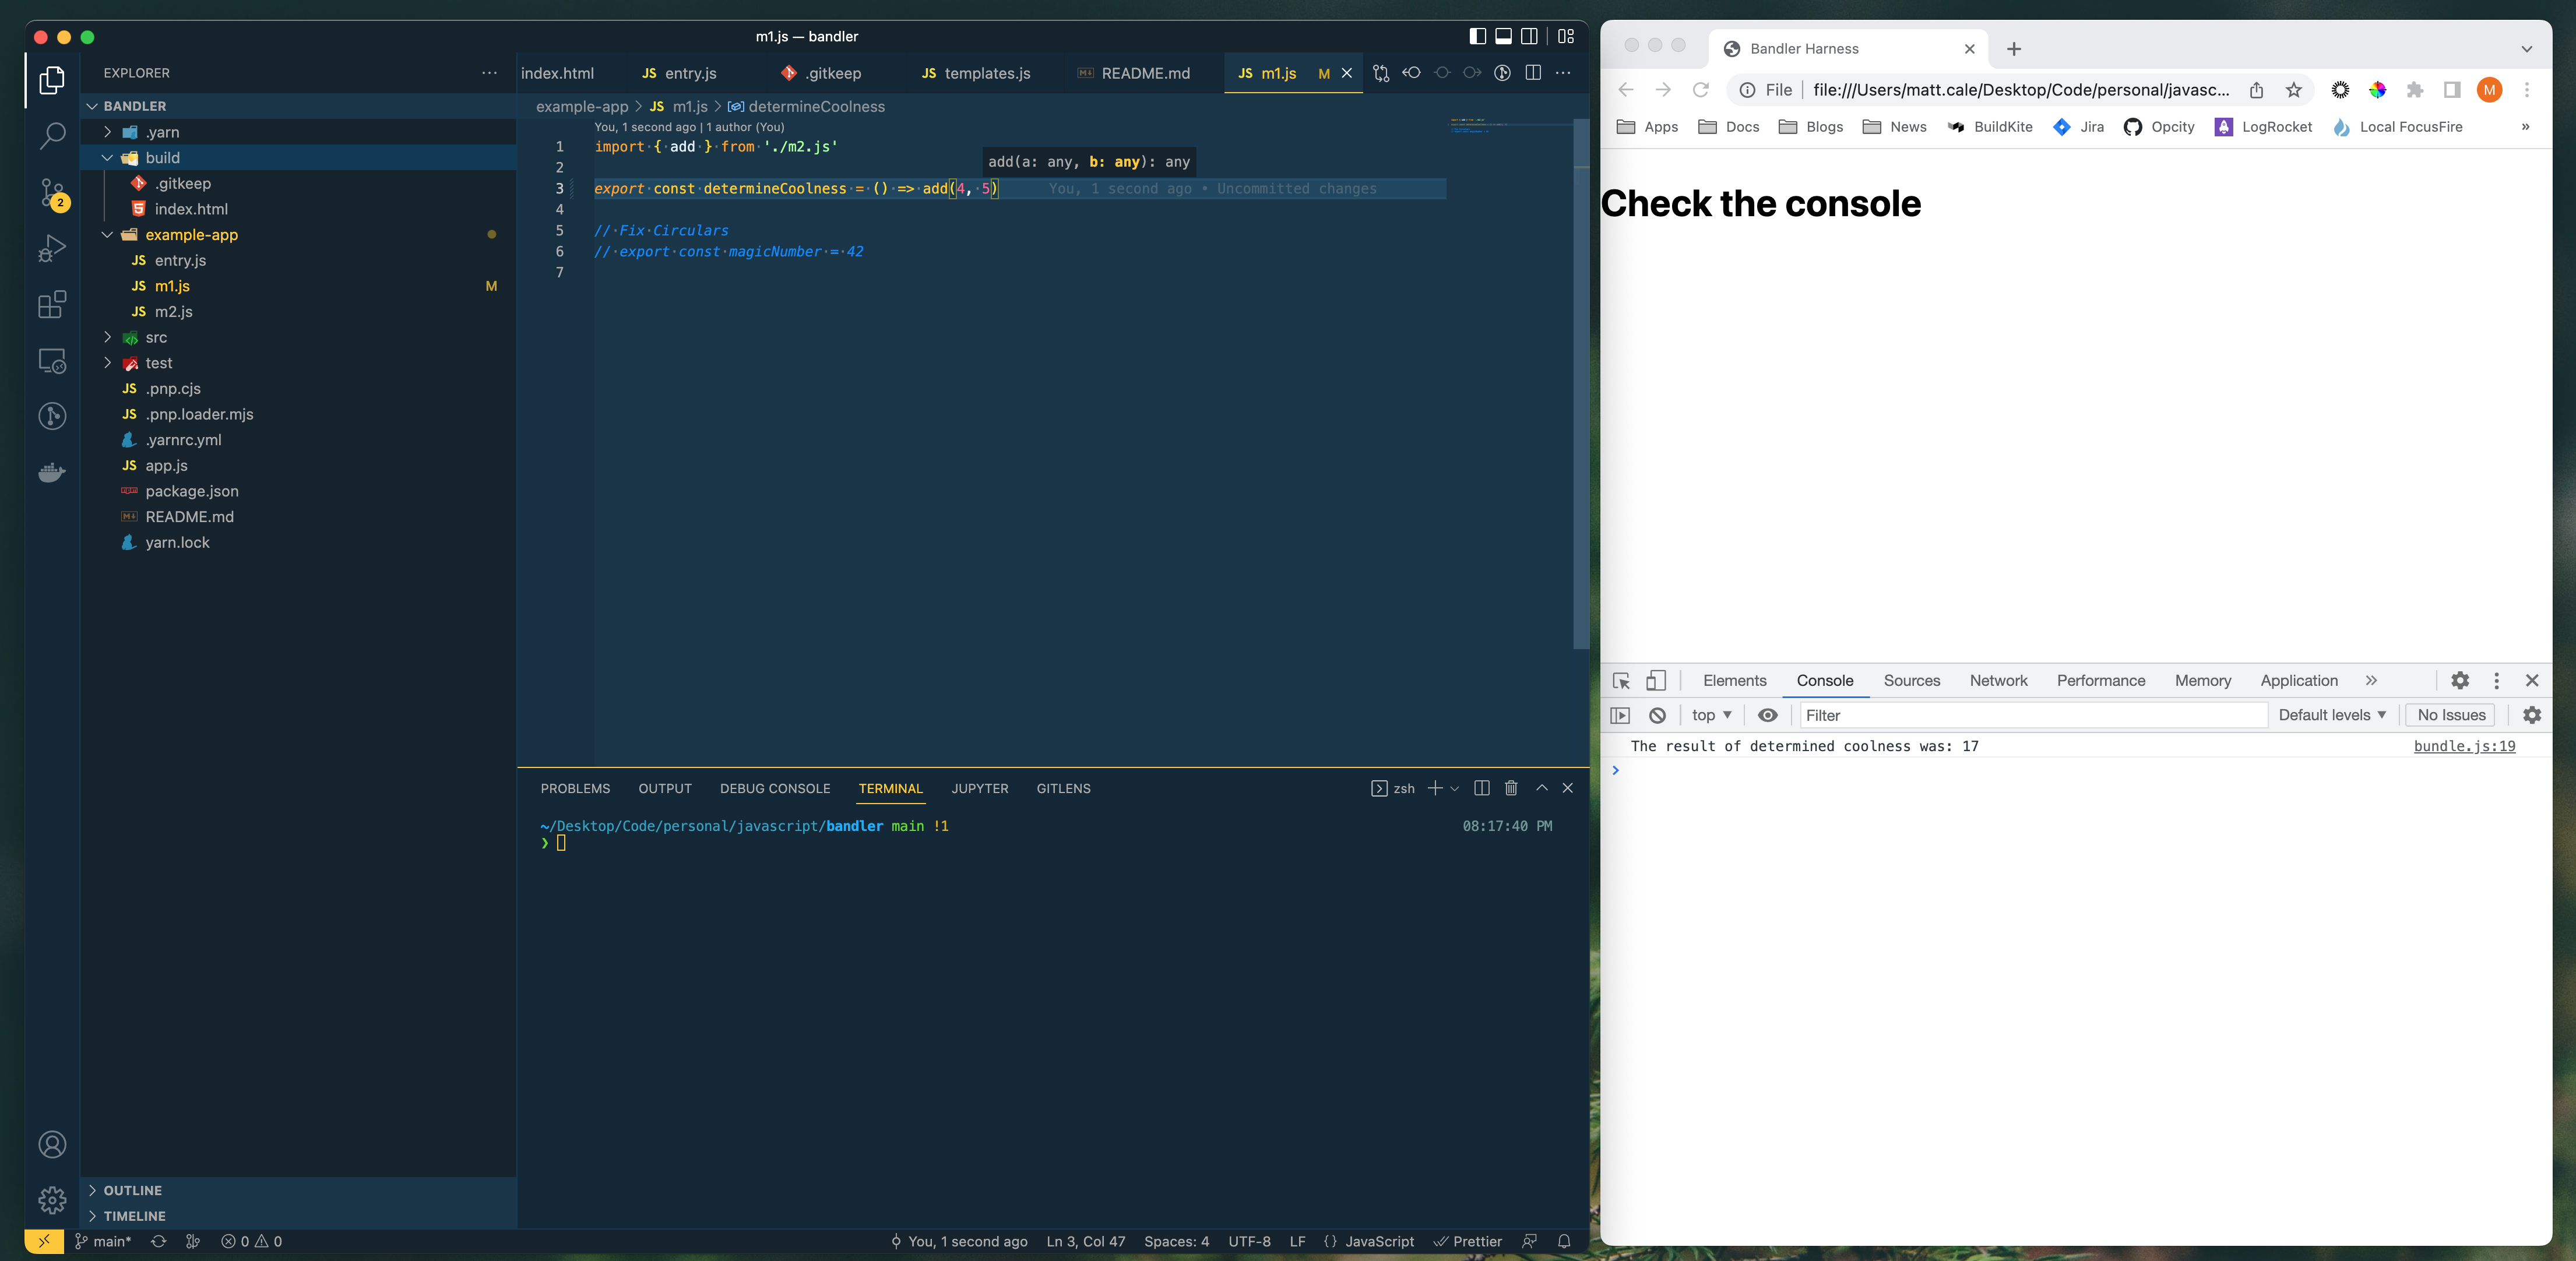 m1.js — bandler
EXPLORER
BANDLER
.yarn
build
.gitkeep
index.html
example-app
entry.js
m1.js M
m2.js
src
test
.pnp.cjs
.pnp.loader.mjs
.yarnrc.yml
app.js
package.json
README.md
yarn.lock
OUTLINE
TIMELINE
2
index.html JS entry.js .gitkeep JS templates.js README.md JS m1.js M
example-app > JS m1.js > determineCoolness
You, 1 second ago | 1 author (You)
1 import { add } from './m2.js'
add(a: any, b: any): any
2
3 export const determineCoolness = () => add(4, 5) You, 1 second ago • Uncommitted changes
4
5 // Fix Circulars
6 // export const magicNumber = 42
7
PROBLEMS OUTPUT DEBUG CONSOLE TERMINAL JUPYTER GITLENS zsh
~/Desktop/Code/personal/javascript/bandler main !1 08:17:40 PM
❯
main* 0 0 You, 1 second ago Ln 3, Col 47 Spaces: 4 UTF-8 LF {} JavaScript Prettier
Bandler Harness
File file:///Users/matt.cale/Desktop/Code/personal/javasc... M
Apps Docs Blogs News BuildKite Jira Opcity LogRocket Local FocusFire »
Check the console
Elements Console Sources Network Performance Memory Application »
top Filter Default levels No Issues
The result of determined coolness was: 17 bundle.js:19